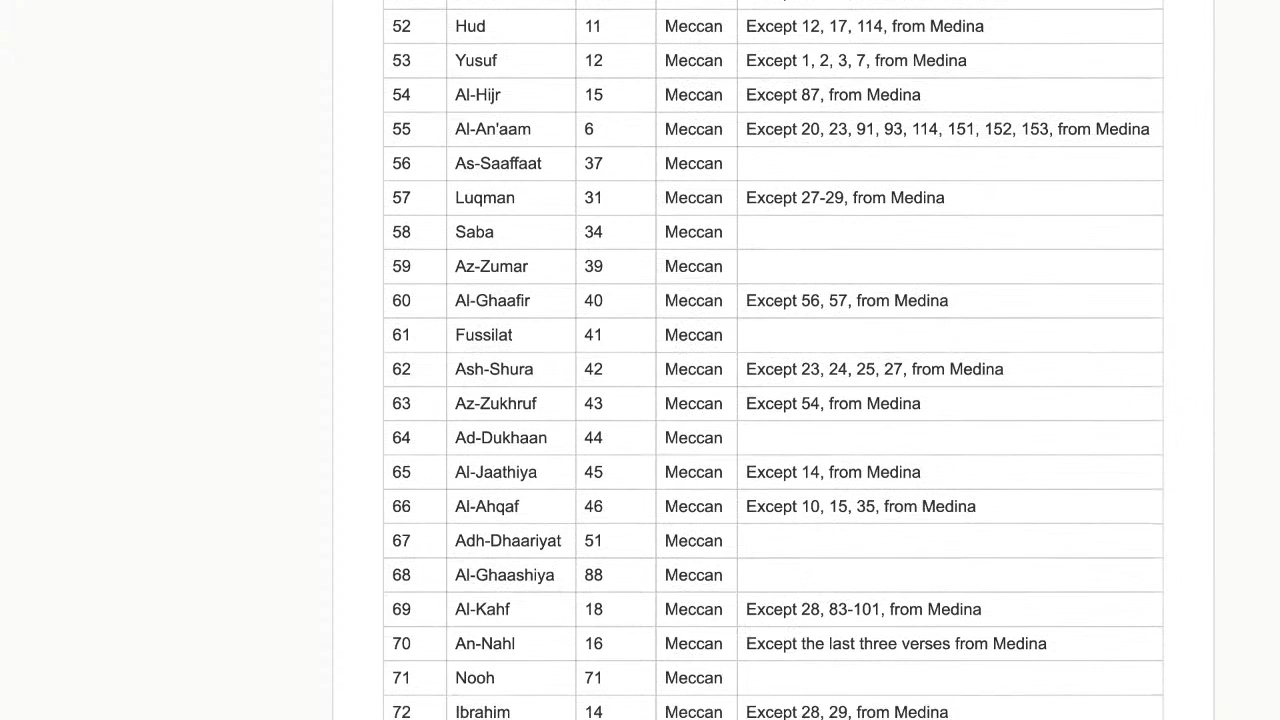 52 Hud 11 Meccan Except 12, 17, 114, from Medina
53 Yusuf 12 Meccan Except 1, 2, 3, 7, from Medina
54 Al-Hijr 15 Meccan Except 87, from Medina
55 Al-An'aam 6 Meccan Except 20, 23, 91, 93, 114, 151, 152, 153, from Medina
56 As-Saaffaat 37 Meccan
57 Luqman 31 Meccan Except 27-29, from Medina
58 Saba 34 Meccan
59 Az-Zumar 39 Meccan
60 Al-Ghaafir 40 Meccan Except 56, 57, from Medina
61 Fussilat 41 Meccan
62 Ash-Shura 42 Meccan Except 23, 24, 25, 27, from Medina
63 Az-Zukhruf 43 Meccan Except 54, from Medina
64 Ad-Dukhaan 44 Meccan
65 Al-Jaathiya 45 Meccan Except 14, from Medina
66 Al-Ahqaf 46 Meccan Except 10, 15, 35, from Medina
67 Adh-Dhaariyat 51 Meccan
68 Al-Ghaashiya 88 Meccan
69 Al-Kahf 18 Meccan Except 28, 83-101, from Medina
70 An-Nahl 16 Meccan Except the last three verses from Medina
71 Nooh 71 Meccan
72 Ibrahim 14 Meccan Except 28, 29, from Medina